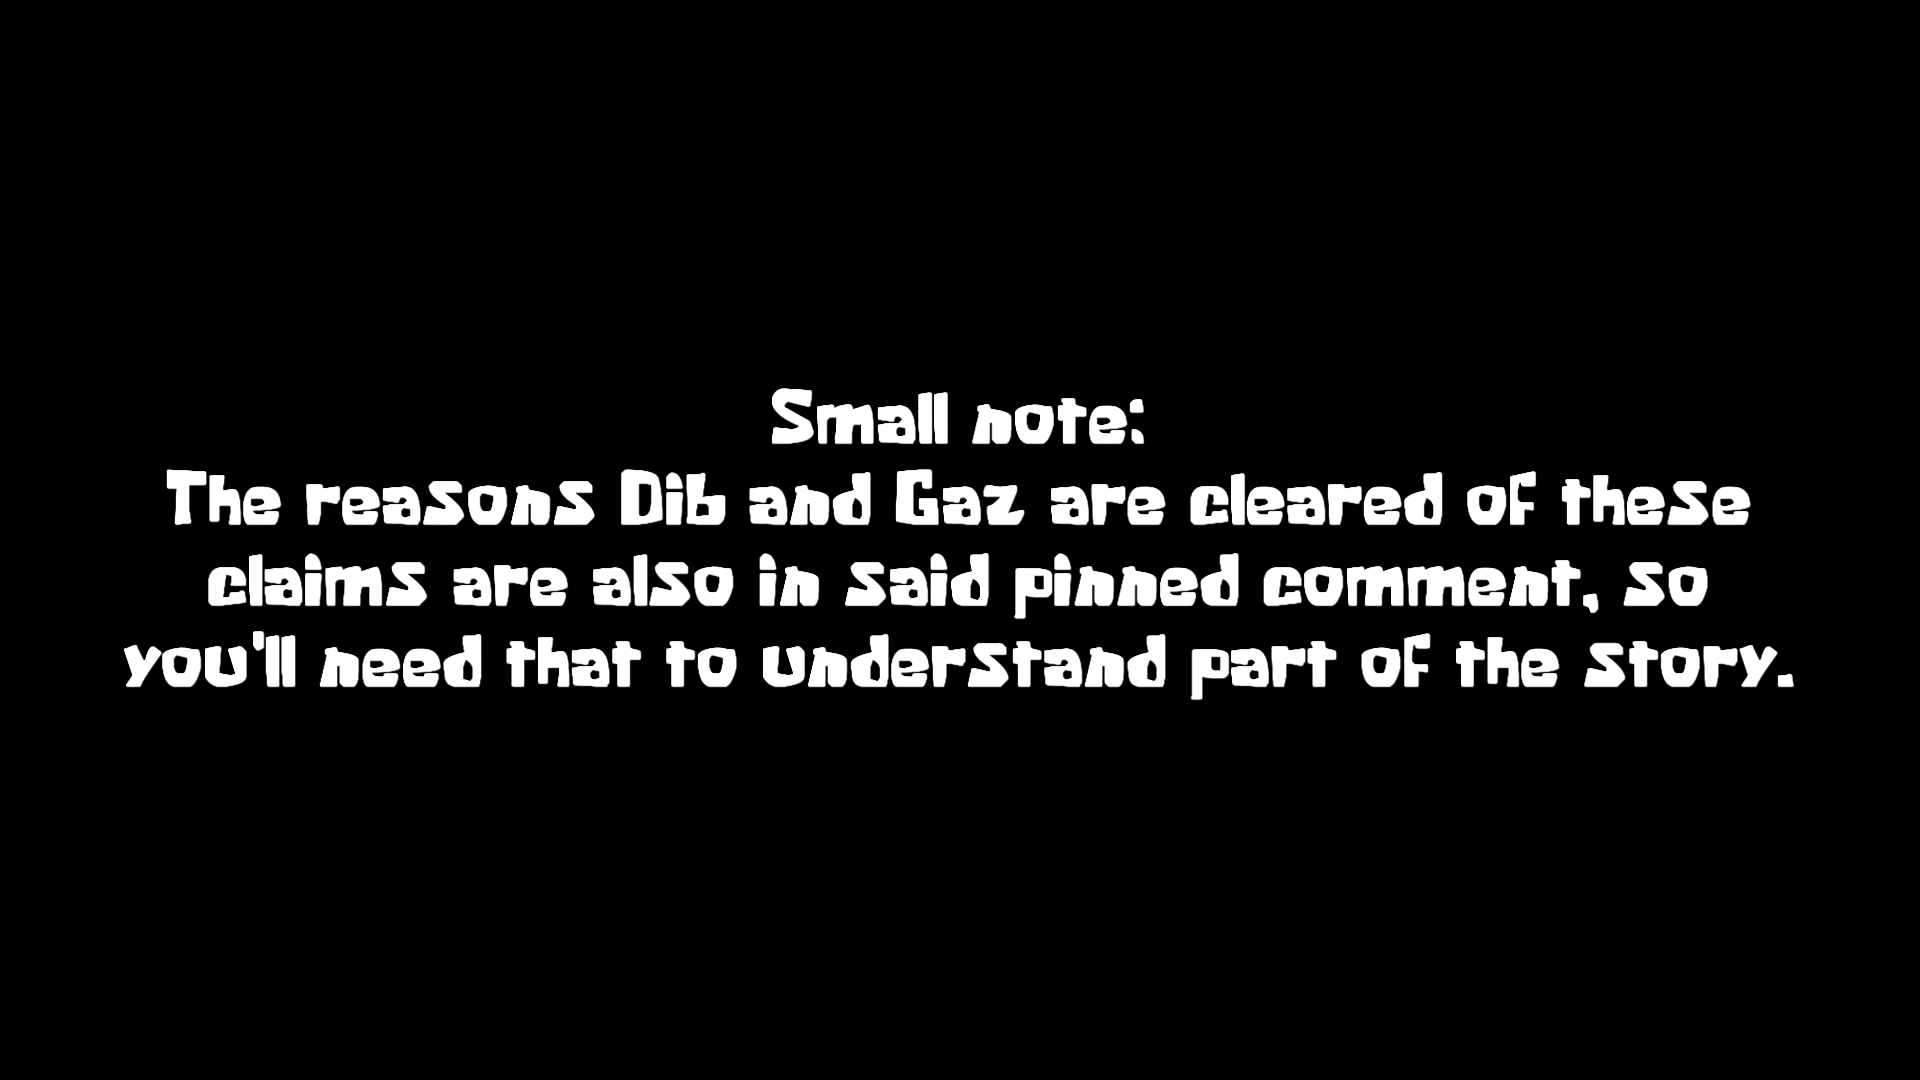 Small note:
The reasons Dib and Gaz are cleared of these
claims are also in said pinned comment, so
you'll need that to understand part of the story.